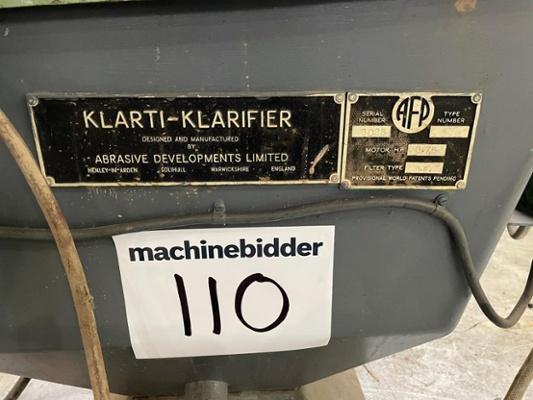 KLARTI-KLARIFIER
DESIGNED AND MANUFACTURED
BY
ABRASIVE DEVELOPMENTS LIMITED
HENLEY-IN-ARDEN SOLIHULL WARWICKSHIRE ENGLAND
SERIAL NUMBER
AFP
TYPE NUMBER
MOTOR H.P.
FILTER TYPE
PROVISIONAL WORLD PATENTS PENDING
machinebidder
110